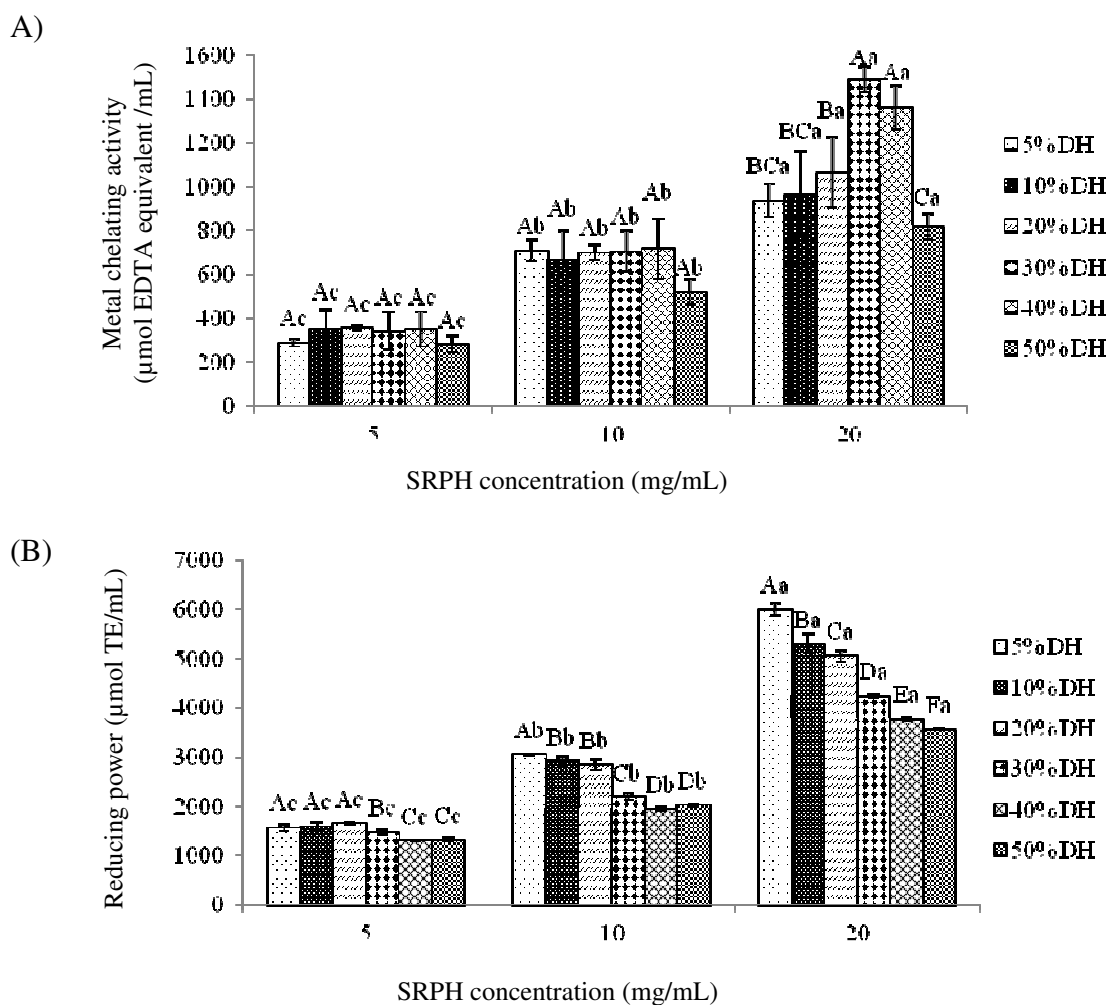 A)
Metal chelating activity
(μmol EDTA equivalent /mL)
1600
1400
1200
1000
800
600
400
200
0
Ac Ac Ac Ac Ac Ac
Ab Ab Ab Ab Ab Ab
BCa BCa Ba Aa Aa Ca
5 10 20
SRPH concentration (mg/mL)
5%DH
10%DH
20%DH
30%DH
40%DH
50%DH
(B)
Reducing power (μmol TE/mL)
7000
6000
5000
4000
3000
2000
1000
0
Ac Ac Ac Bc Cc Cc
Ab Bb Bb Cb Db Db
Aa Ba Ca Da Ea Fa
5 10 20
SRPH concentration (mg/mL)
5%DH
10%DH
20%DH
30%DH
40%DH
50%DH